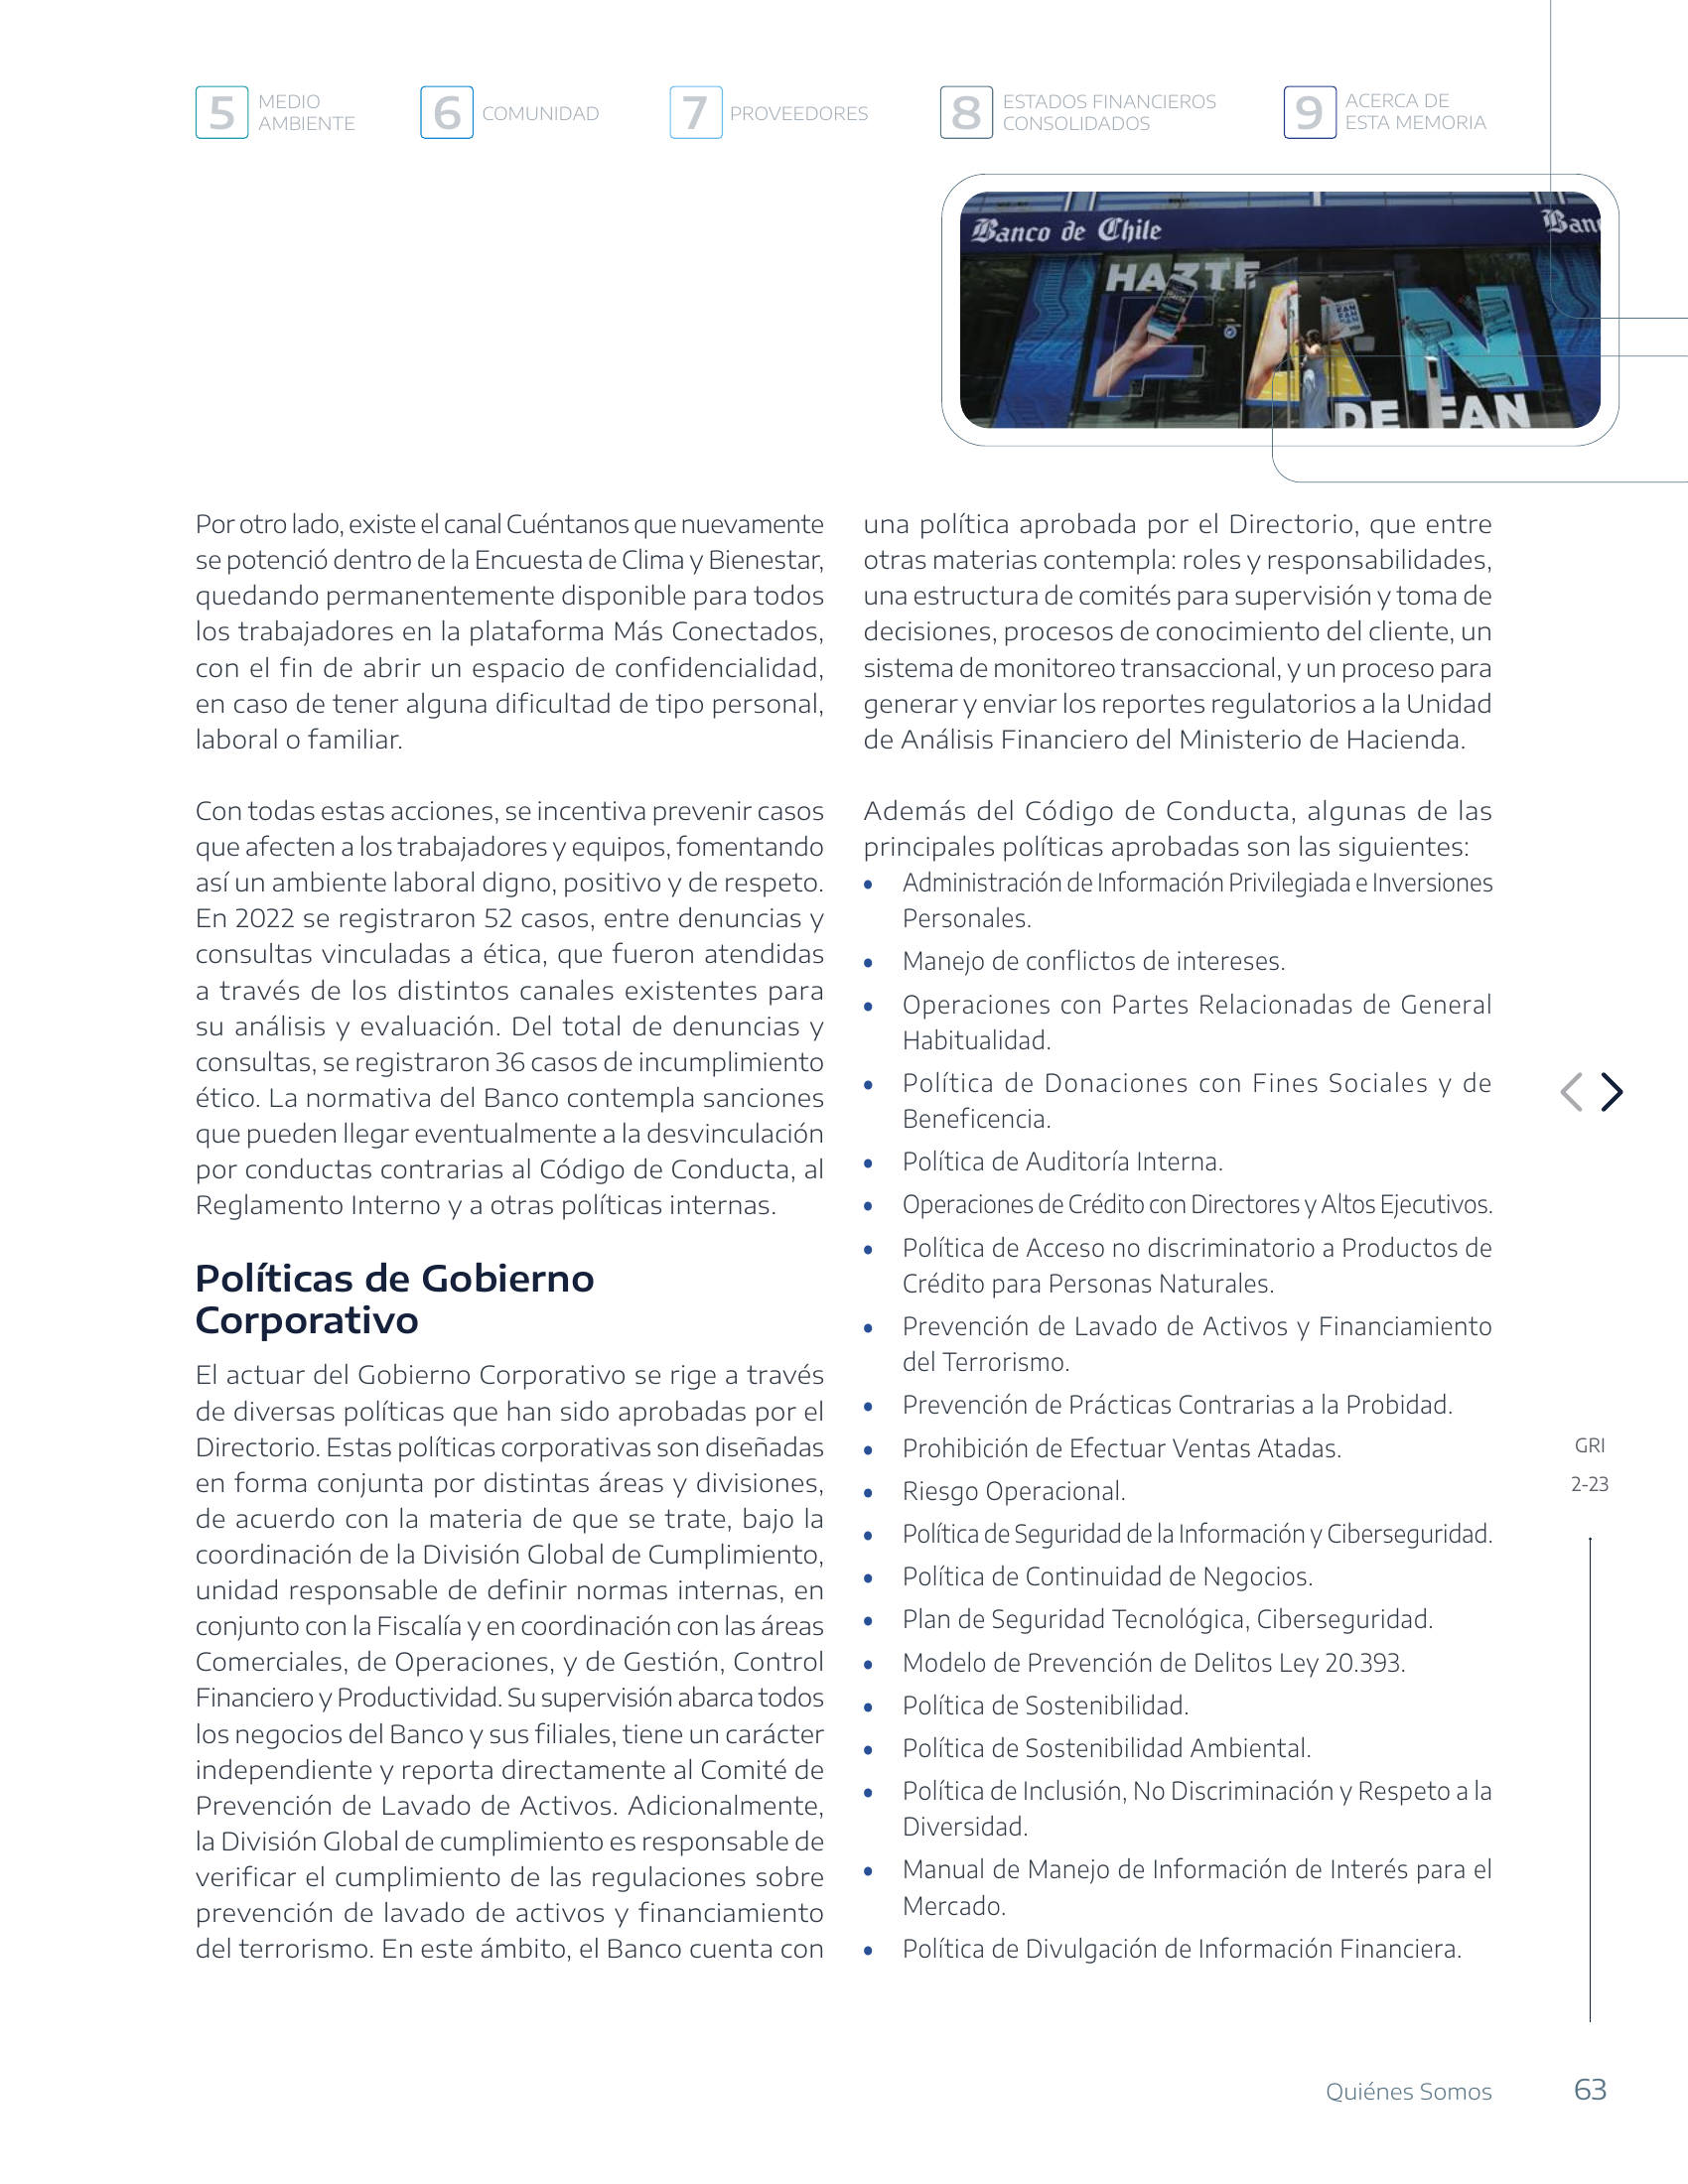 5 MEDIO
AMBIENTE
6 COMUNIDAD
7 PROVEEDORES
8 ESTADOS FINANCIEROS
CONSOLIDADOS
9 ACERCA DE
ESTA MEMORIA
Banco de Chile
Ban
HAZTE
FAN
DE FAN
Por otro lado, existe el canal Cuéntanos que nuevamente
se potenció dentro de la Encuesta de Clima y Bienestar,
quedando permanentemente disponible para todos
los trabajadores en la plataforma Más Conectados,
con el fin de abrir un espacio de confidencialidad,
en caso de tener alguna dificultad de tipo personal,
laboral o familiar.
Con todas estas acciones, se incentiva prevenir casos
que afecten a los trabajadores y equipos, fomentando
así un ambiente laboral digno, positivo y de respeto.
En 2022 se registraron 52 casos, entre denuncias y
consultas vinculadas a ética, que fueron atendidas
a través de los distintos canales existentes para
su análisis y evaluación. Del total de denuncias y
consultas, se registraron 36 casos de incumplimiento
ético. La normativa del Banco contempla sanciones
que pueden llegar eventualmente a la desvinculación
por conductas contrarias al Código de Conducta, al
Reglamento Interno y a otras políticas internas.
Políticas de Gobierno
Corporativo
El actuar del Gobierno Corporativo se rige a través
de diversas políticas que han sido aprobadas por el
Directorio. Estas políticas corporativas son diseñadas
en forma conjunta por distintas áreas y divisiones,
de acuerdo con la materia de que se trate, bajo la
coordinación de la División Global de Cumplimiento,
unidad responsable de definir normas internas, en
conjunto con la Fiscalía y en coordinación con las áreas
Comerciales, de Operaciones, y de Gestión, Control
Financiero y Productividad. Su supervisión abarca todos
los negocios del Banco y sus filiales, tiene un carácter
independiente y reporta directamente al Comité de
Prevención de Lavado de Activos. Adicionalmente,
la División Global de cumplimiento es responsable de
verificar el cumplimiento de las regulaciones sobre
prevención de lavado de activos y financiamiento
del terrorismo. En este ámbito, el Banco cuenta con
una política aprobada por el Directorio, que entre
otras materias contempla: roles y responsabilidades,
una estructura de comités para supervisión y toma de
decisiones, procesos de conocimiento del cliente, un
sistema de monitoreo transaccional, y un proceso para
generar y enviar los reportes regulatorios a la Unidad
de Análisis Financiero del Ministerio de Hacienda.
Además del Código de Conducta, algunas de las
principales políticas aprobadas son las siguientes:
• Administración de Información Privilegiada e Inversiones
Personales.
• Manejo de conflictos de intereses.
• Operaciones con Partes Relacionadas de General
Habitualidad.
• Política de Donaciones con Fines Sociales y de
Beneficencia.
• Política de Auditoría Interna.
• Operaciones de Crédito con Directores y Altos Ejecutivos.
• Política de Acceso no discriminatorio a Productos de
Crédito para Personas Naturales.
• Prevención de Lavado de Activos y Financiamiento
del Terrorismo.
• Prevención de Prácticas Contrarias a la Probidad.
• Prohibición de Efectuar Ventas Atadas.
• Riesgo Operacional.
• Política de Seguridad de la Información y Ciberseguridad.
• Política de Continuidad de Negocios.
• Plan de Seguridad Tecnológica, Ciberseguridad.
• Modelo de Prevención de Delitos Ley 20.393.
• Política de Sostenibilidad.
• Política de Sostenibilidad Ambiental.
• Política de Inclusión, No Discriminación y Respeto a la
Diversidad.
• Manual de Manejo de Información de Interés para el
Mercado.
• Política de Divulgación de Información Financiera.
GRI
2-23
Quiénes Somos 63